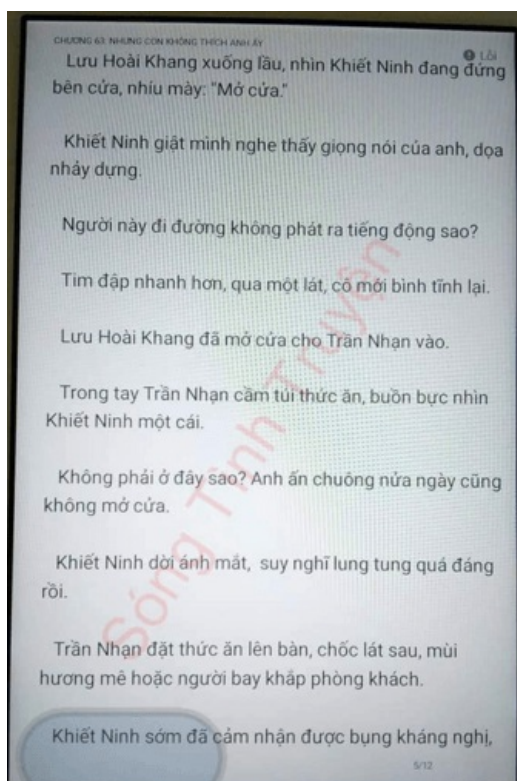 CHƯƠNG 63: NHƯNG CON KHÔNG THÍCH ANH ẤY
Lỗi
Lưu Hoài Khang xuống lầu, nhìn Khiết Ninh đang đứng
bên cửa, nhíu mày: "Mở cửa."
Khiết Ninh giật mình nghe thấy giọng nói của anh, dọa
nhảy dựng.
Người này đi đường không phát ra tiếng động sao?
Tim đập nhanh hơn, qua một lát, cô mới bình tĩnh lại.
Lưu Hoài Khang đã mở cửa cho Trần Nhạn vào.
Trong tay Trần Nhạn cầm túi thức ăn, buồn bực nhìn
Khiết Ninh một cái.
Không phải ở đây sao? Anh ấn chuông nửa ngày cũng
không mở cửa.
Khiết Ninh dời ánh mắt, suy nghĩ lung tung quá đáng
rồi.
Trần Nhạn đặt thức ăn lên bàn, chốc lát sau, mùi
hương mê hoặc người bay khắp phòng khách.
Khiết Ninh sớm đã cảm nhận được bụng kháng nghị,
5/12
Sóng Tình Truyện